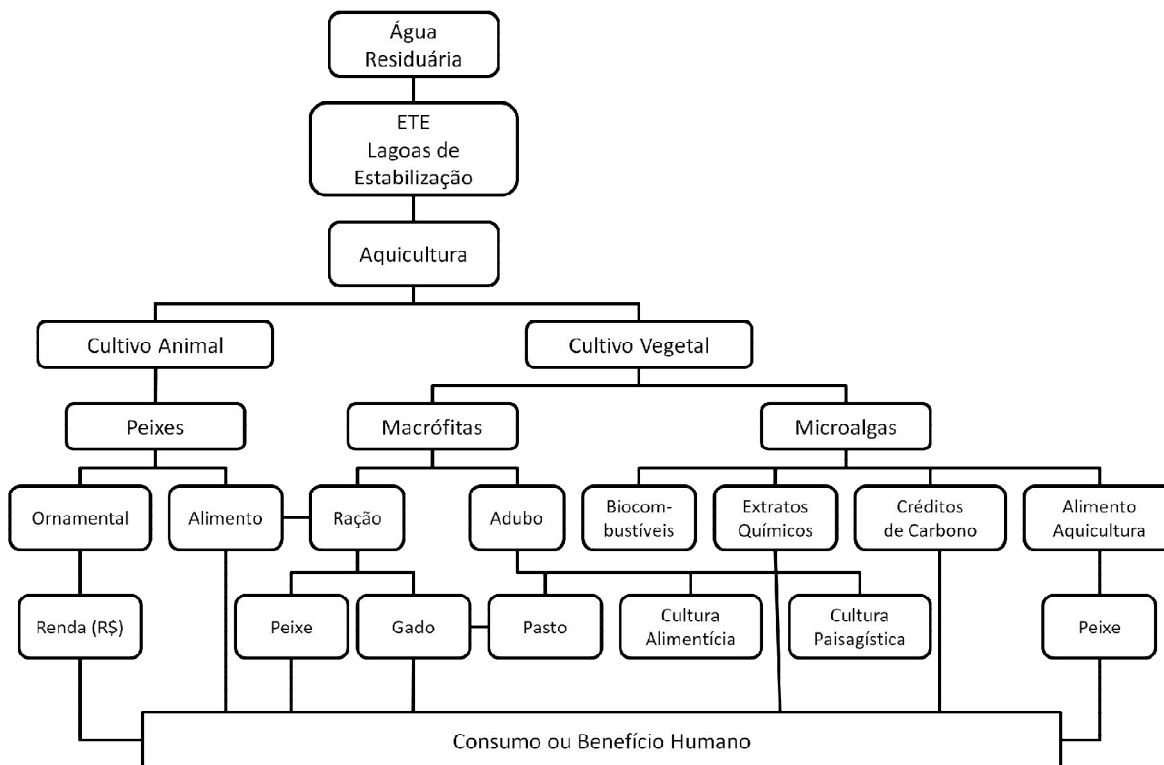 Água
Residuária
ETE
Lagoas de
Estabilização
Aquicultura
Cultivo Animal
Cultivo Vegetal
Peixes
Macrófitas
Microalgas
Ornamental
Alimento
Ração
Adubo
Biocom-
bustíveis
Extratos
Químicos
Créditos
de Carbono
Alimento
Aquicultura
Renda (R$)
Peixe
Gado
Pasto
Cultura
Alimentícia
Cultura
Paisagística
Peixe
Consumo ou Benefício Humano